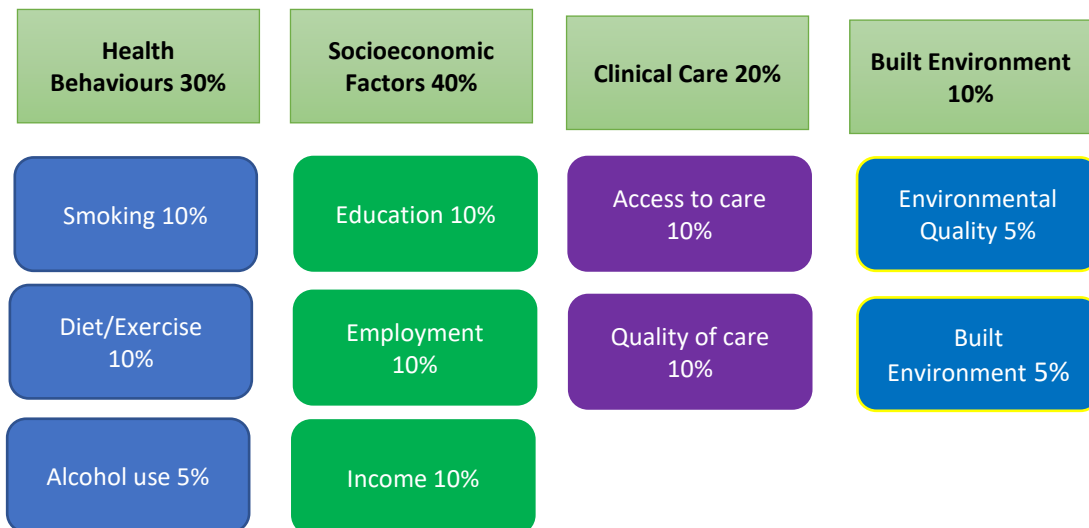 Health
Behaviours 30%
Socioeconomic
Factors 40%
Clinical Care 20%
Built Environment
10%
Smoking 10%
Education 10%
Access to care
10%
Environmental
Quality 5%
Diet/Exercise
10%
Employment
10%
Quality of care
10%
Built
Environment 5%
Alcohol use 5%
Income 10%